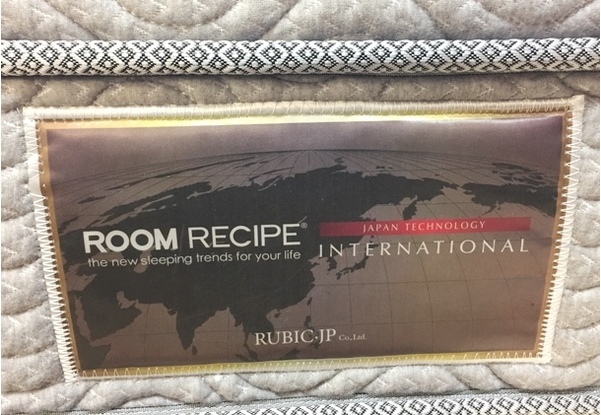 ROOM RECIPE®
the new sleeping trends for your life
JAPAN TECHNOLOGY
INTERNATIONAL
RUBIC·JP Co., Ltd.